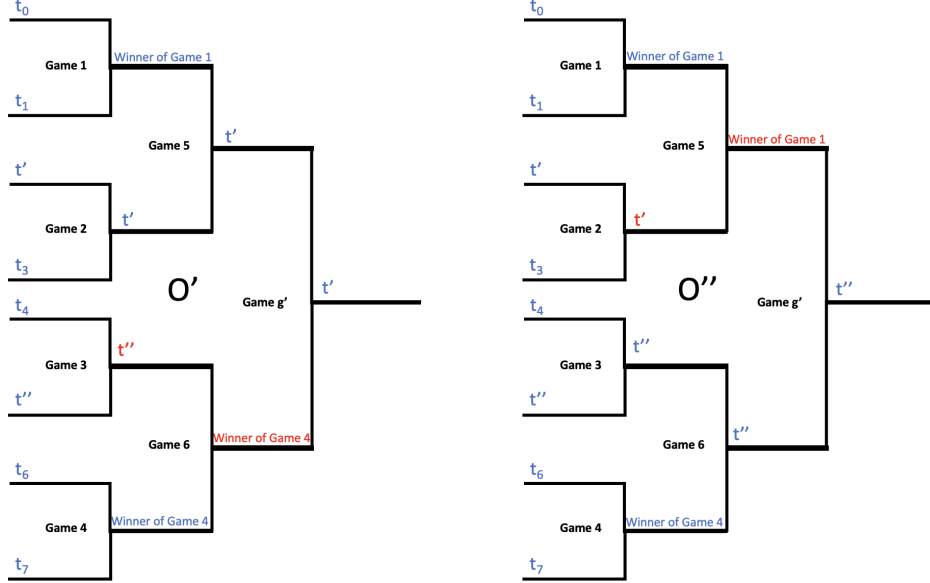 t₀
Winner of Game 1
Game 1
t₁
Game 5
t’
t’
Game 2
t’
t₃
O’
Game g’
t’
t₄
Game 3
t’’
t’’
Game 6
Winner of Game 4
t₆
Game 4
Winner of Game 4
t₇
t₀
Winner of Game 1
Game 1
t₁
Game 5
Winner of Game 1
t’
Game 2
t’
t₃
O’’
Game g’
t’’
t₄
Game 3
t’’
t’’
Game 6
t’’
t₆
Game 4
Winner of Game 4
t₇